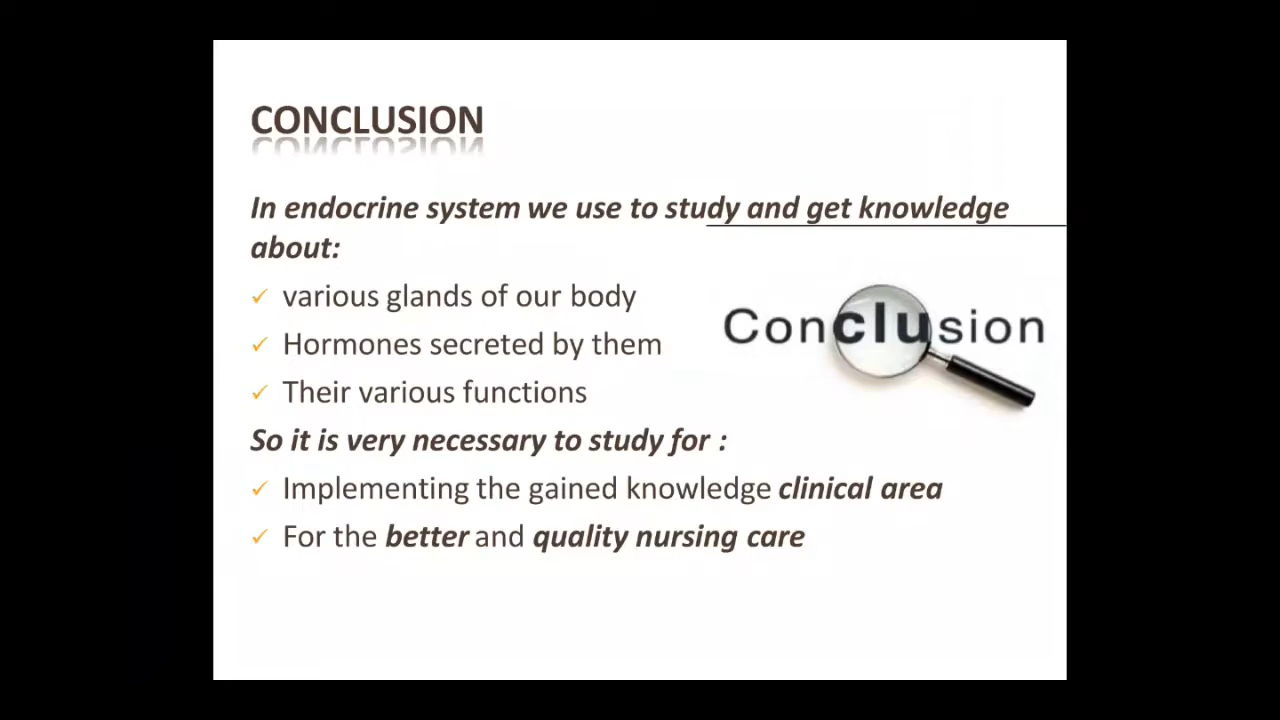 CONCLUSION
In endocrine system we use to study and get knowledge
about:
✓ various glands of our body
✓ Hormones secreted by them
✓ Their various functions
Conclusion
So it is very necessary to study for :
✓ Implementing the gained knowledge clinical area
✓ For the better and quality nursing care